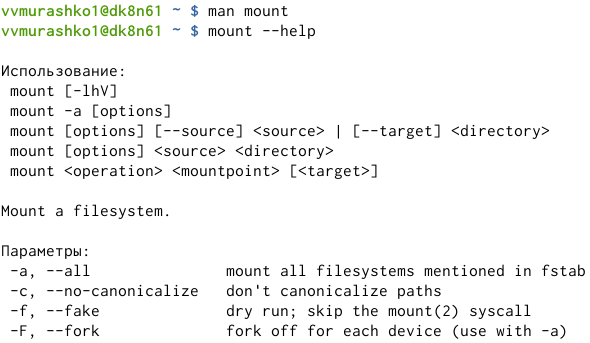 vvmurashko1@dk8n61 ~ $ man mount
vvmurashko1@dk8n61 ~ $ mount --help
Использование:
mount [-lhV]
mount -a [options]
mount [options] [--source] <source> | [--target] <directory>
mount [options] <source> <directory>
mount <operation> <mountpoint> [<target>]
Mount a filesystem.
Параметры:
-a, --all mount all filesystems mentioned in fstab
-c, --no-canonicalize don't canonicalize paths
-f, --fake dry run; skip the mount(2) syscall
-F, --fork fork off for each device (use with -a)